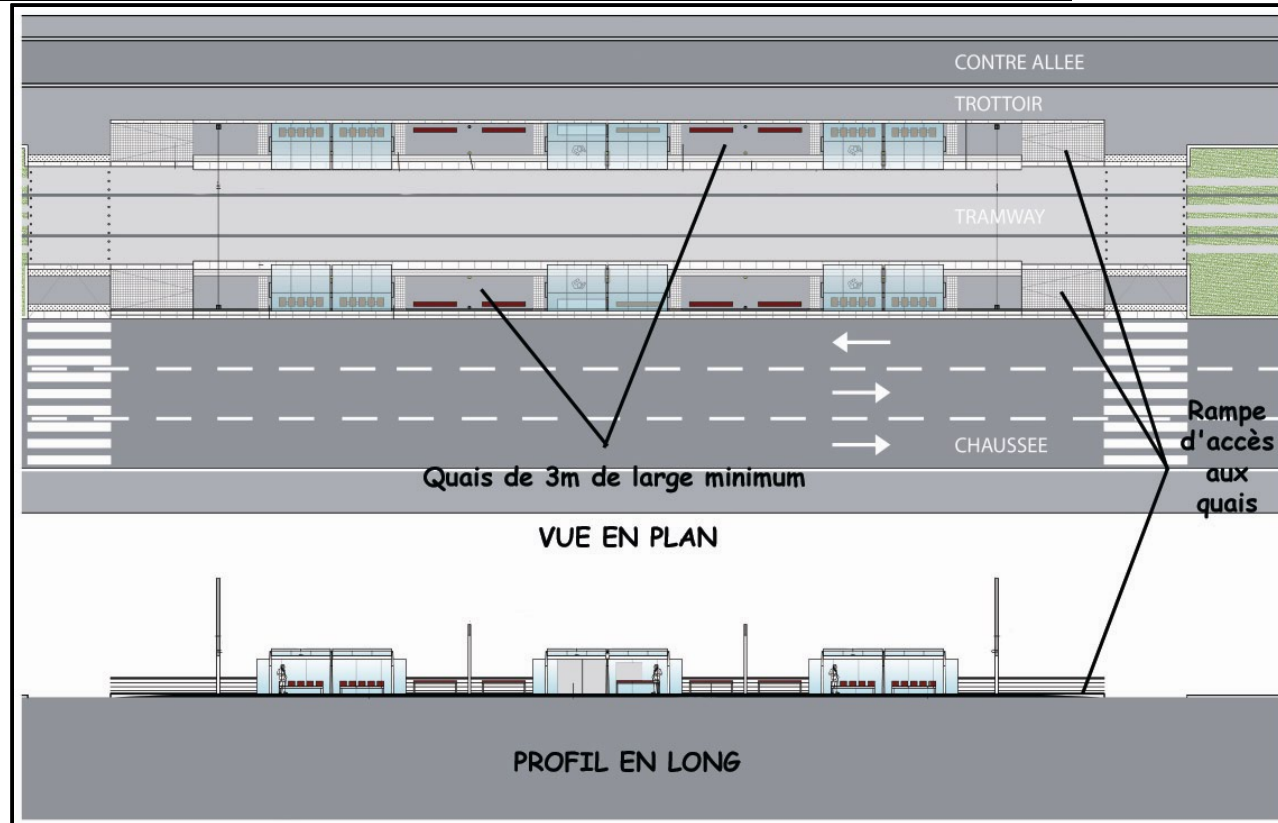 CONTRE ALLEE
TROTTOIR
TRAMWAY
CHAUSSEE
Rampe
d'accès
aux
quais
Quais de 3m de large minimum
VUE EN PLAN
PROFIL EN LONG